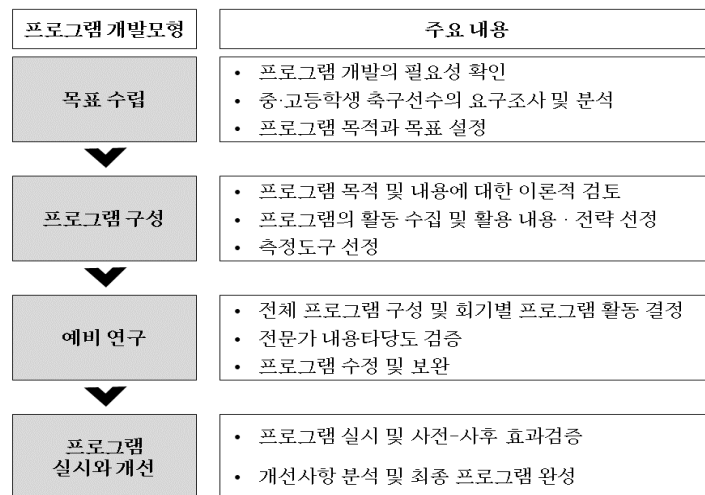 프로그램 개발모형
주요 내용
목표 수립
• 프로그램 개발의 필요성 확인
• 중·고등학생 축구선수의 요구조사 및 분석
• 프로그램 목적과 목표 설정
프로그램 구성
• 프로그램 목적 및 내용에 대한 이론적 검토
• 프로그램의 활동 수집 및 활용 내용 · 전략 선정
• 측정도구 선정
예비 연구
• 전체 프로그램 구성 및 회기별 프로그램 활동 결정
• 전문가 내용타당도 검증
• 프로그램 수정 및 보완
프로그램
실시와 개선
• 프로그램 실시 및 사전-사후 효과검증
• 개선사항 분석 및 최종 프로그램 완성